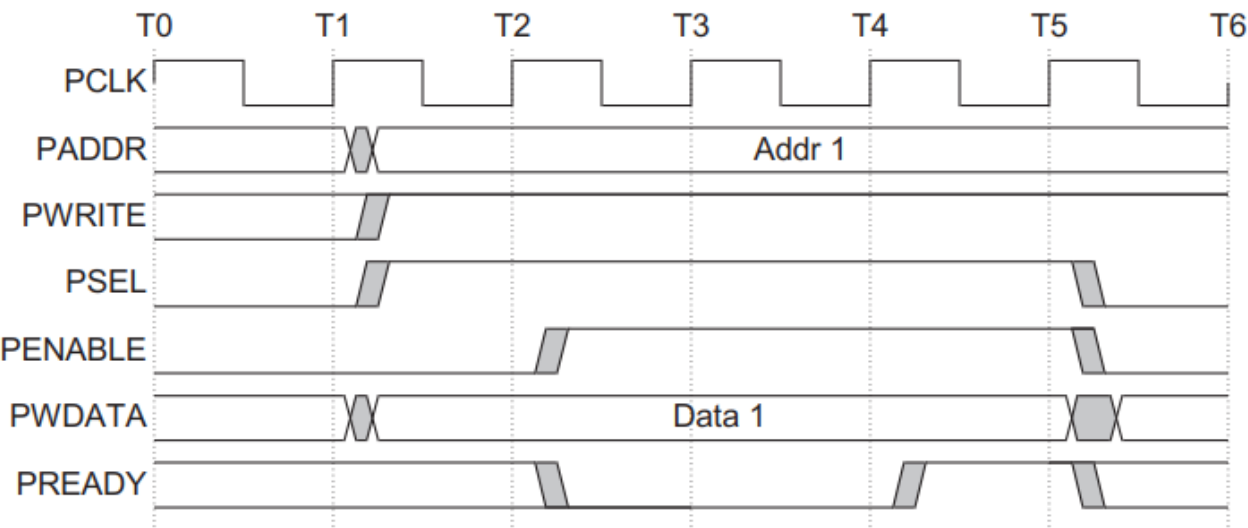 T0 T1 T2 T3 T4 T5 T6
PCLK
PADDR Addr 1
PWRITE
PSEL
PENABLE
PWDATA Data 1
PREADY